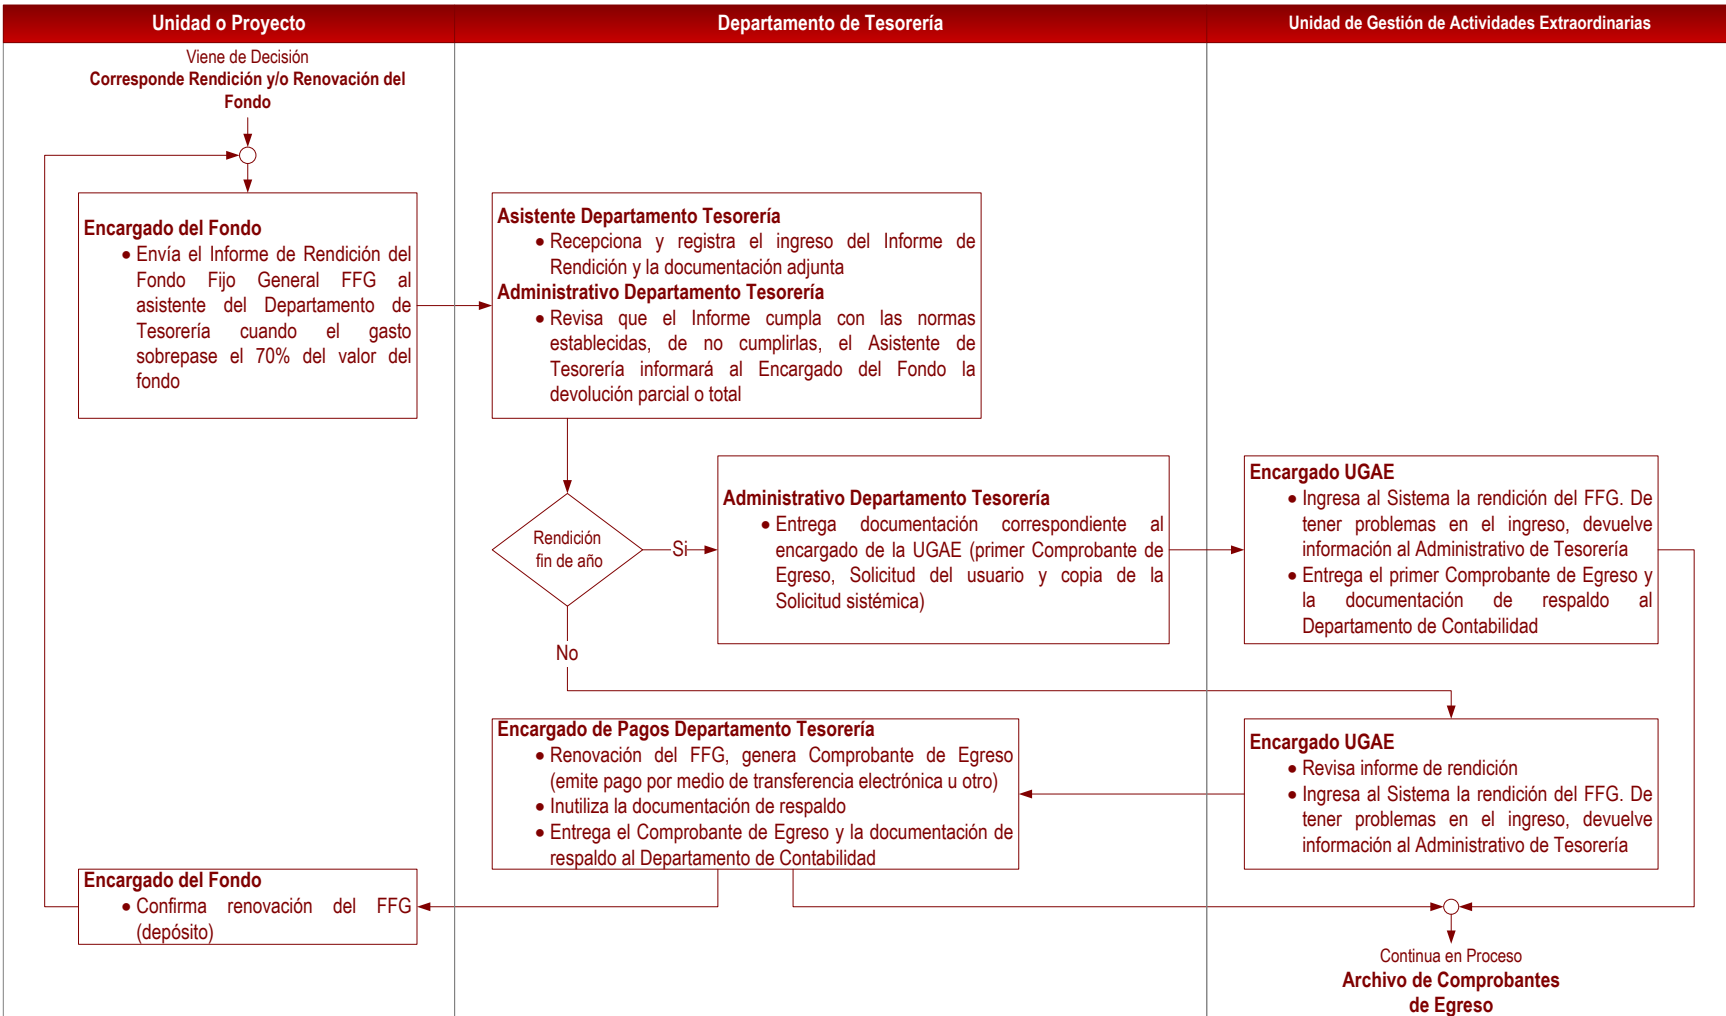 Unidad o Proyecto
Departamento de Tesorería
Unidad de Gestión de Actividades Extraordinarias
Viene de Decisión
Corresponde Rendición y/o Renovación del
Fondo
Encargado del Fondo
• Envía el Informe de Rendición del
Fondo Fijo General FFG al
asistente del Departamento de
Tesorería cuando el gasto
sobrepase el 70% del valor del
fondo
Asistente Departamento Tesorería
• Recepciona y registra el ingreso del Informe de
Rendición y la documentación adjunta
Administrativo Departamento Tesorería
• Revisa que el Informe cumpla con las normas
establecidas, de no cumplirlas, el Asistente de
Tesorería informará al Encargado del Fondo la
devolución parcial o total
Rendición
fin de año
Si
No
Administrativo Departamento Tesorería
• Entrega documentación correspondiente al
encargado de la UGAE (primer Comprobante de
Egreso, Solicitud del usuario y copia de la
Solicitud sistémica)
Encargado UGAE
• Ingresa al Sistema la rendición del FFG. De
tener problemas en el ingreso, devuelve
información al Administrativo de Tesorería
• Entrega el primer Comprobante de Egreso y
la documentación de respaldo al
Departamento de Contabilidad
Encargado UGAE
• Revisa informe de rendición
• Ingresa al Sistema la rendición del FFG. De
tener problemas en el ingreso, devuelve
información al Administrativo de Tesorería
Encargado de Pagos Departamento Tesorería
• Renovación del FFG, genera Comprobante de Egreso
(emite pago por medio de transferencia electrónica u otro)
• Inutiliza la documentación de respaldo
• Entrega el Comprobante de Egreso y la documentación de
respaldo al Departamento de Contabilidad
Encargado del Fondo
• Confirma renovación del FFG
(depósito)
Continua en Proceso
Archivo de Comprobantes
de Egreso